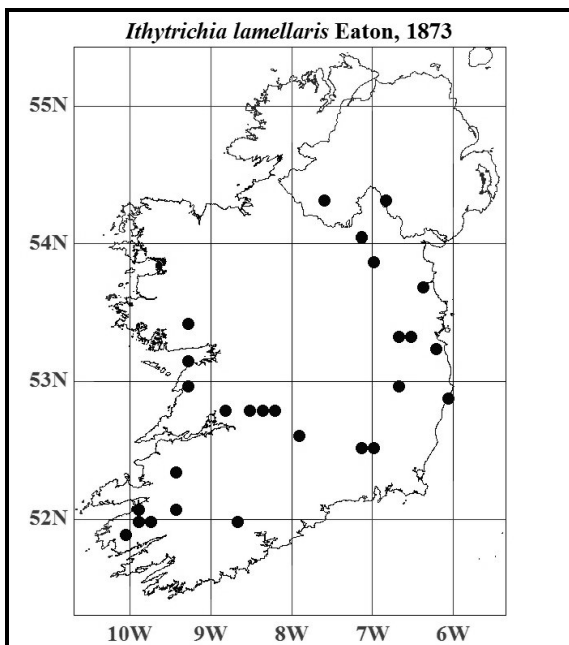 Ithytrichia lamellaris Eaton, 1873
55N
54N
53N
52N
10W 9W 8W 7W 6W